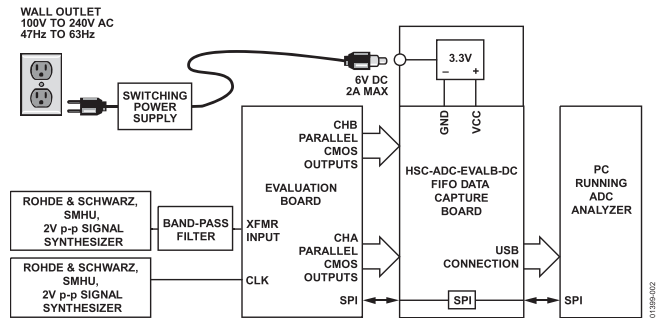 WALL OUTLET
100V TO 240V AC
47Hz TO 63Hz
SWITCHING
POWER
SUPPLY
6V DC
2A MAX
3.3V
– +
GND
VCC
CHB
PARALLEL
CMOS
OUTPUTS
EVALUATION
BOARD
XFMR
INPUT
CLK
CHA
PARALLEL
CMOS
OUTPUTS
SPI
HSC-ADC-EVALB-DC
FIFO DATA
CAPTURE
BOARD
USB
CONNECTION
SPI
PC
RUNNING
ADC
ANALYZER
SPI
ROHDE & SCHWARZ,
SMHU,
2V p-p SIGNAL
SYNTHESIZER
BAND-PASS
FILTER
ROHDE & SCHWARZ,
SMHU,
2V p-p SIGNAL
SYNTHESIZER
01399-002